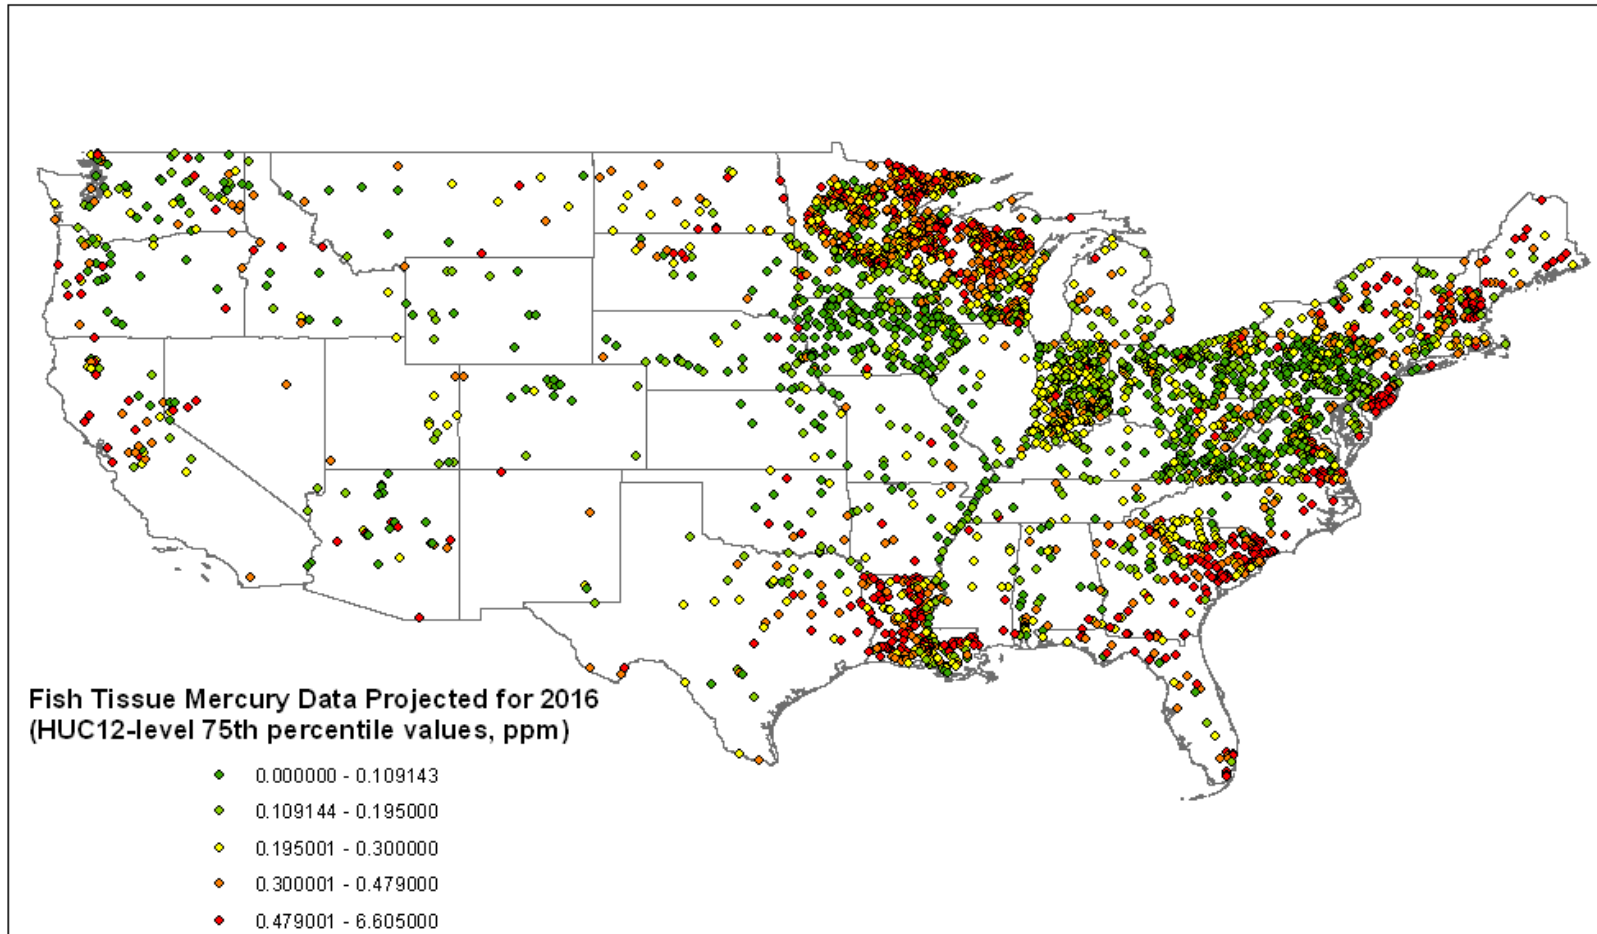 Fish Tissue Mercury Data Projected for 2016
(HUC12-level 75th percentile values, ppm)
0.000000 - 0.109143
0.109144 - 0.195000
0.195001 - 0.300000
0.300001 - 0.479000
0.479001 - 6.605000